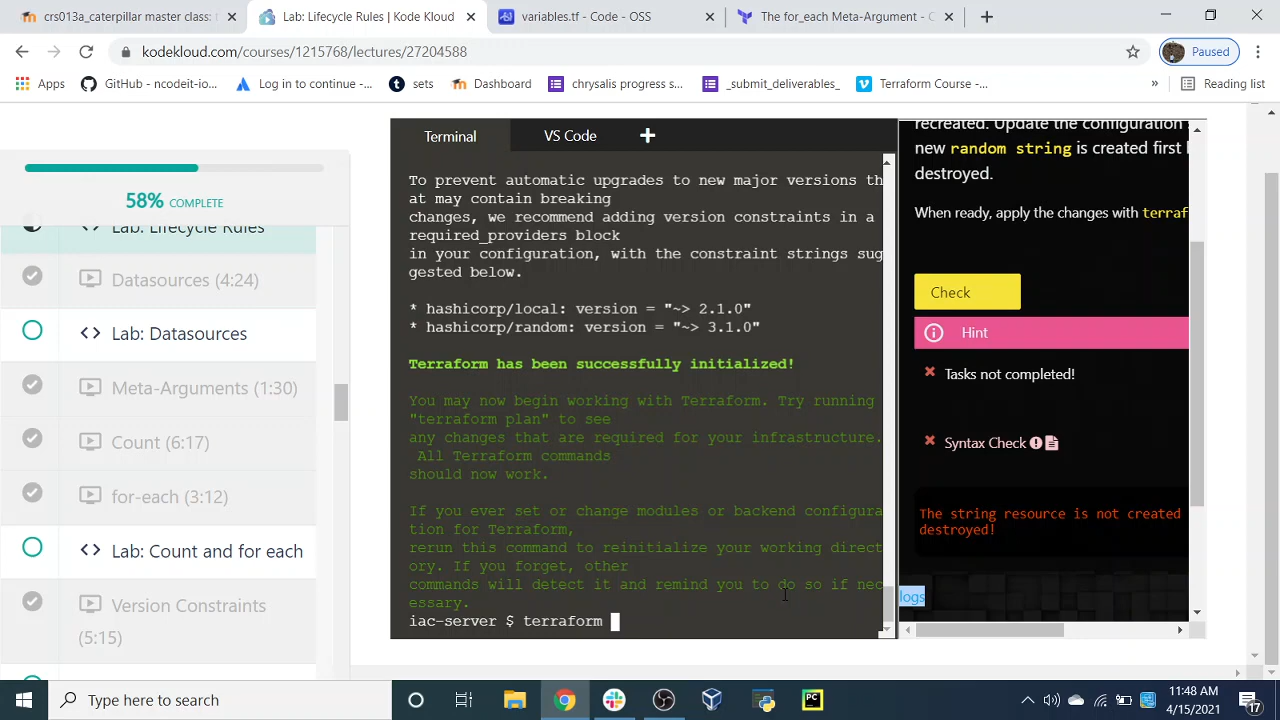 crs013a_caterpillar master class: t
Lab: Lifecycle Rules | Kode Kloud
variables.tf - Code - OSS
The for_each Meta-Argument - C
kodekloud.com/courses/1215768/lectures/27204588
Paused
Apps
GitHub - ncodeit-io...
Log in to continue -...
sets
Dashboard
chrysalis progress s...
_submit_deliverables_
Terraform Course -...
»
Reading list
58% COMPLETE
Lab: Lifecycle Rules
Datasources (4:24)
Lab: Datasources
Meta-Arguments (1:30)
Count (6:17)
for-each (3:12)
Lab: Count and for each
Version Constraints
(5:15)
Terminal
VS Code
To prevent automatic upgrades to new major versions th
at may contain breaking
changes, we recommend adding version constraints in a
required_providers block
in your configuration, with the constraint strings sug
gested below.
* hashicorp/local: version = "~> 2.1.0"
* hashicorp/random: version = "~> 3.1.0"
Terraform has been successfully initialized!
You may now begin working with Terraform. Try running
"terraform plan" to see
any changes that are required for your infrastructure.
All Terraform commands
should now work.
If you ever set or change modules or backend configura
tion for Terraform,
rerun this command to reinitialize your working direct
ory. If you forget, other
commands will detect it and remind you to do so if nec
essary.
iac-server $ terraform
recreated. Update the configuration
new random string is created first
destroyed.
When ready, apply the changes with terraf
Check
Hint
Tasks not completed!
Syntax Check
The string resource is not created
destroyed!
logs
Type here to search
11:48 AM
4/15/2021
17